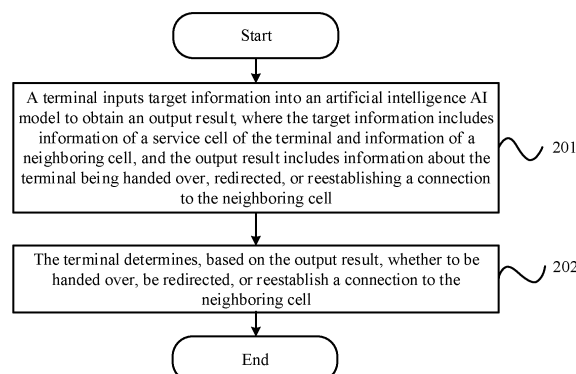 Start
A terminal inputs target information into an artificial intelligence AI
model to obtain an output result, where the target information includes
information of a service cell of the terminal and information of a
neighboring cell, and the output result includes information about the
terminal being handed over, redirected, or reestablishing a connection
to the neighboring cell
201
The terminal determines, based on the output result, whether to be
handed over, be redirected, or reestablish a connection to the
neighboring cell
202
End